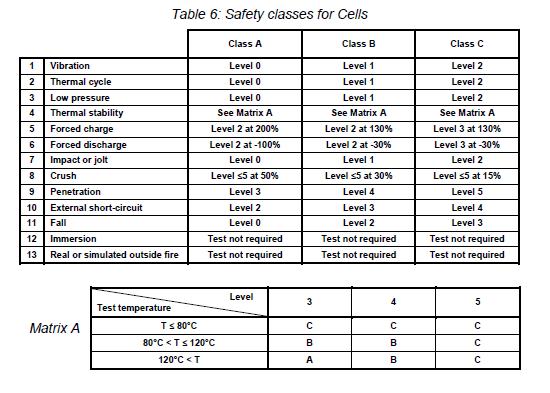 Table 6: Safety classes for Cells
Class A Class B Class C
1 Vibration Level 0 Level 1 Level 2
2 Thermal cycle Level 0 Level 1 Level 2
3 Low pressure Level 0 Level 1 Level 2
4 Thermal stability See Matrix A See Matrix A See Matrix A
5 Forced charge Level 2 at 200% Level 2 at 130% Level 3 at 130%
6 Forced discharge Level 2 at -100% Level 2 at -30% Level 3 at -30%
7 Impact or jolt Level 0 Level 1 Level 2
8 Crush Level ≤5 at 50% Level ≤5 at 30% Level ≤5 at 15%
9 Penetration Level 3 Level 4 Level 5
10 External short-circuit Level 2 Level 3 Level 4
11 Fall Level 0 Level 2 Level 3
12 Immersion Test not required Test not required Test not required
13 Real or simulated outside fire Test not required Test not required Test not required
Matrix A
Level 3 4 5
Test temperature
T ≤ 80°C C C C
80°C < T ≤ 120°C B B C
120°C < T A B C